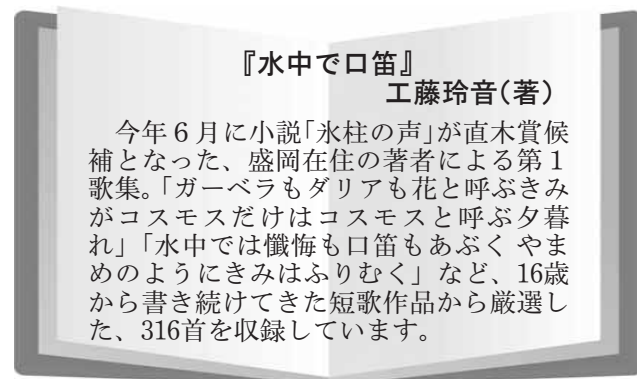 『水中で口笛』
工藤玲音(著)
今年6月に小説「氷柱の声」が直木賞候
補となった、盛岡在住の著者による第1
歌集。「ガーベラもダリアも花と呼ぶきみ
がコスモスだけはコスモスと呼ぶ夕暮
れ」「水中では懺悔も口笛もあぶく やま
めのようにきみはふりむく」など、16歳
から書き続けてきた短歌作品から厳選し
た、316首を収録しています。